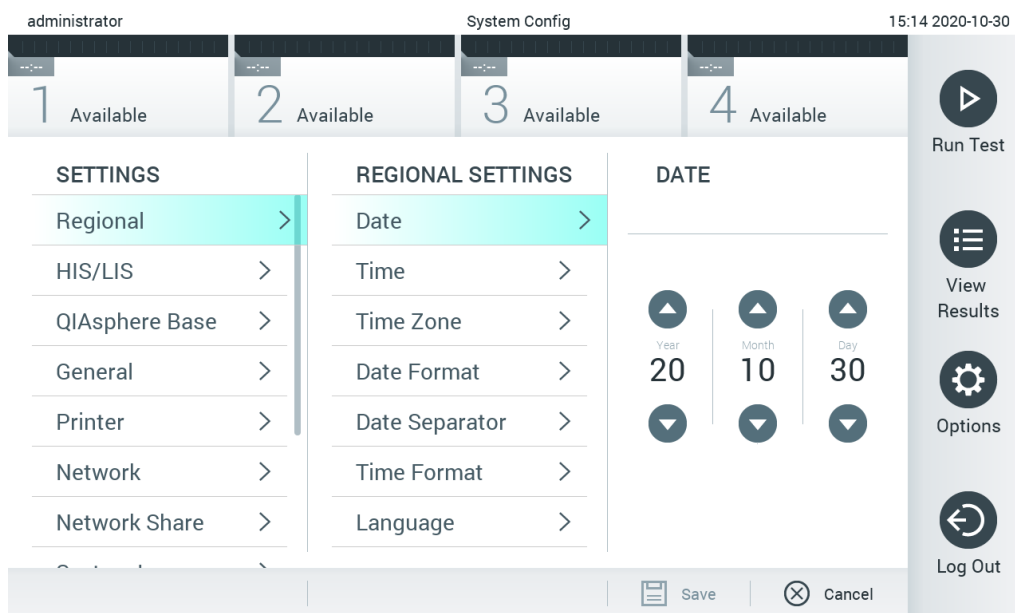 administrator
System Config
15:14 2020-10-30
--:--
--:--
--:--
--:--
1 Available
2 Available
3 Available
4 Available
Run Test
View
Results
Options
Log Out
SETTINGS
Regional
HIS/LIS
QIAsphere Base
General
Printer
Network
Network Share
REGIONAL SETTINGS
Date
Time
Time Zone
Date Format
Date Separator
Time Format
Language
DATE
Year Month Day
20 10 30
Save
Cancel